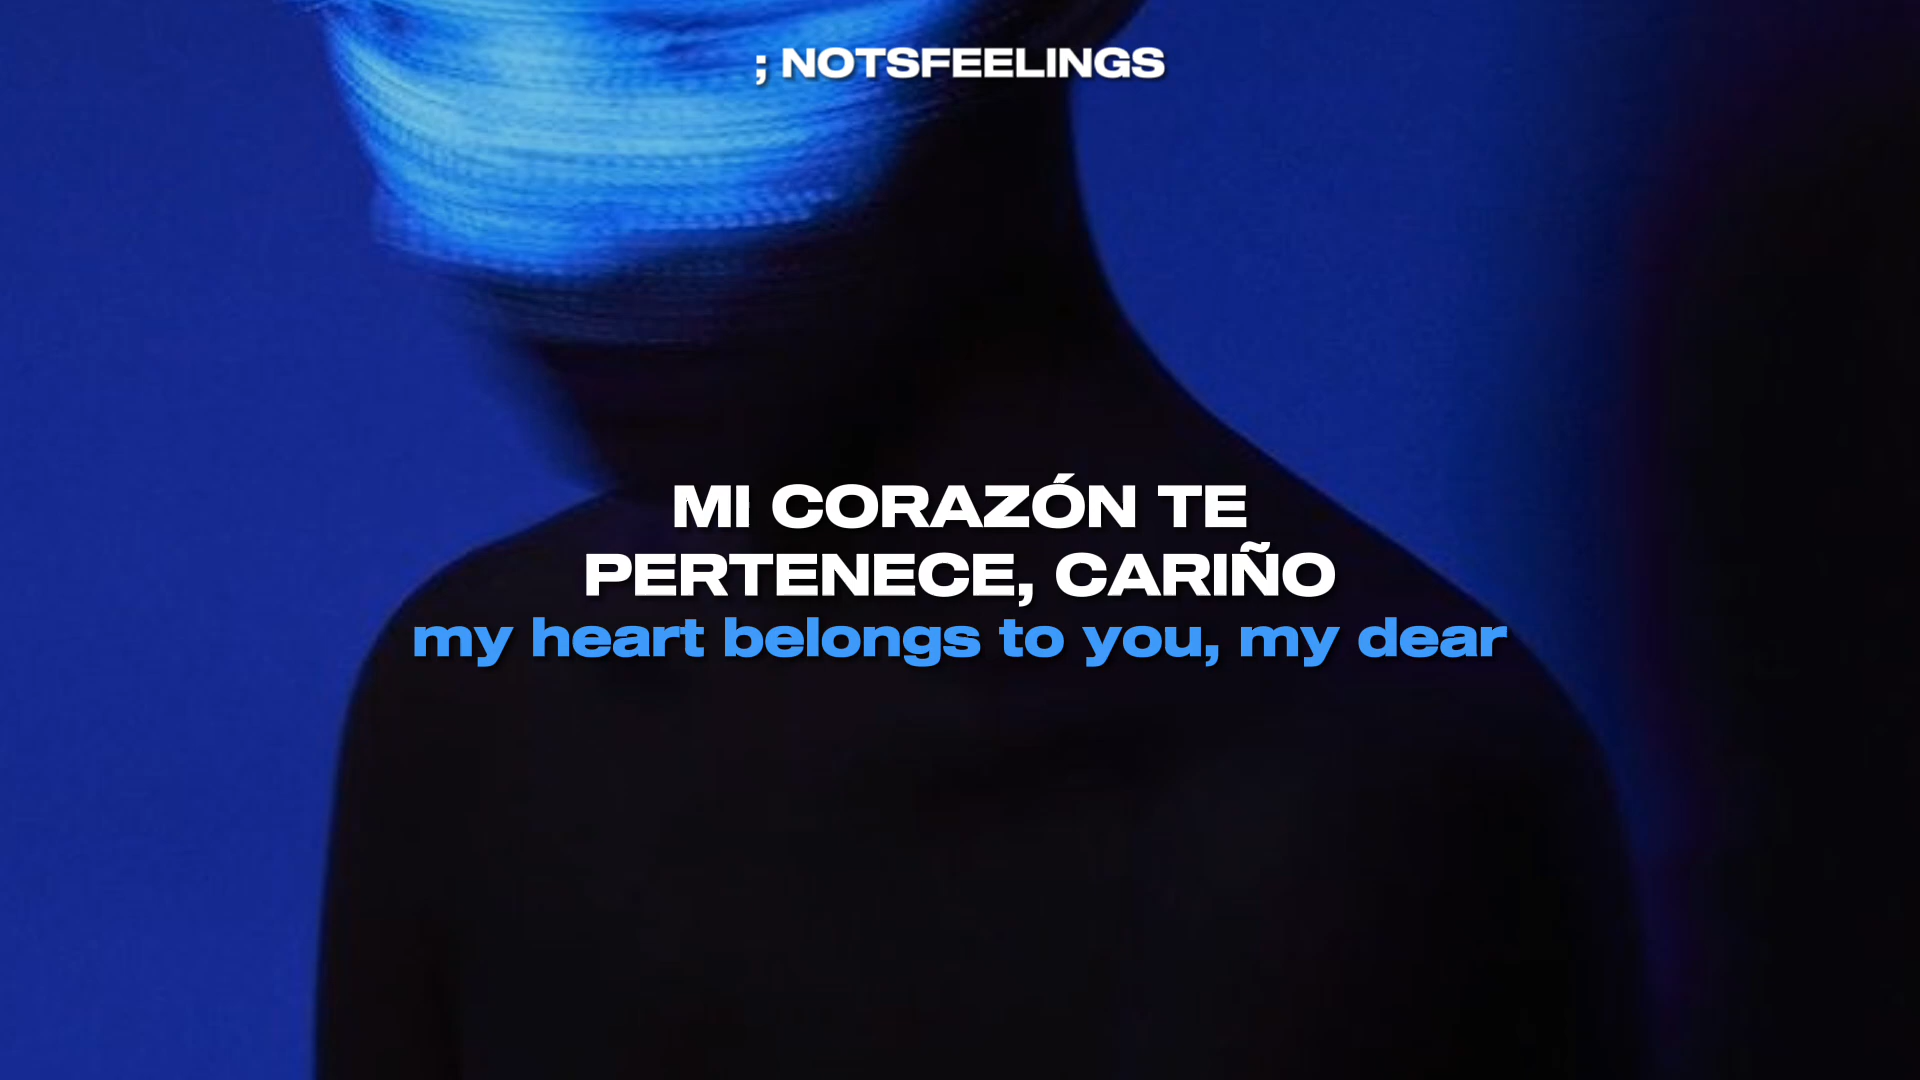 ; NOTSFEELINGS
MI CORAZÓN TE
PERTENECE, CARIÑO
my heart belongs to you, my dear